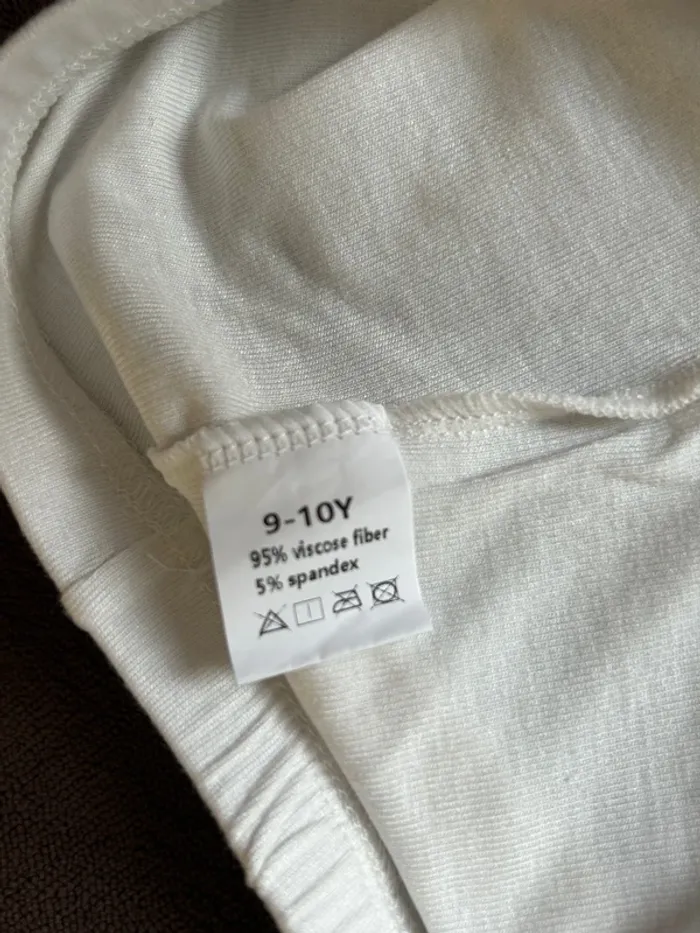 9-10Y
95% viscose fiber
5% spandex